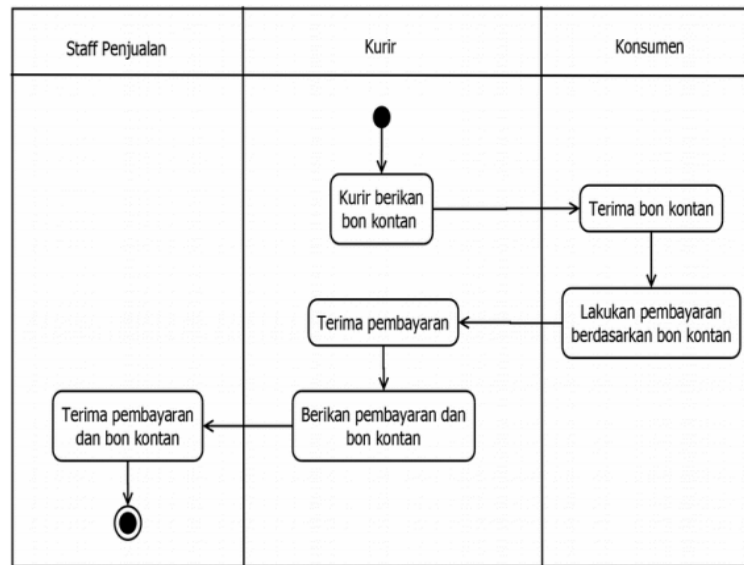 Staff Penjualan
Kurir
Konsumen
Kurir berikan
bon kontan
Terima bon kontan
Lakukan pembayaran
berdasarkan bon kontan
Terima pembayaran
Berikan pembayaran dan
bon kontan
Terima pembayaran
dan bon kontan